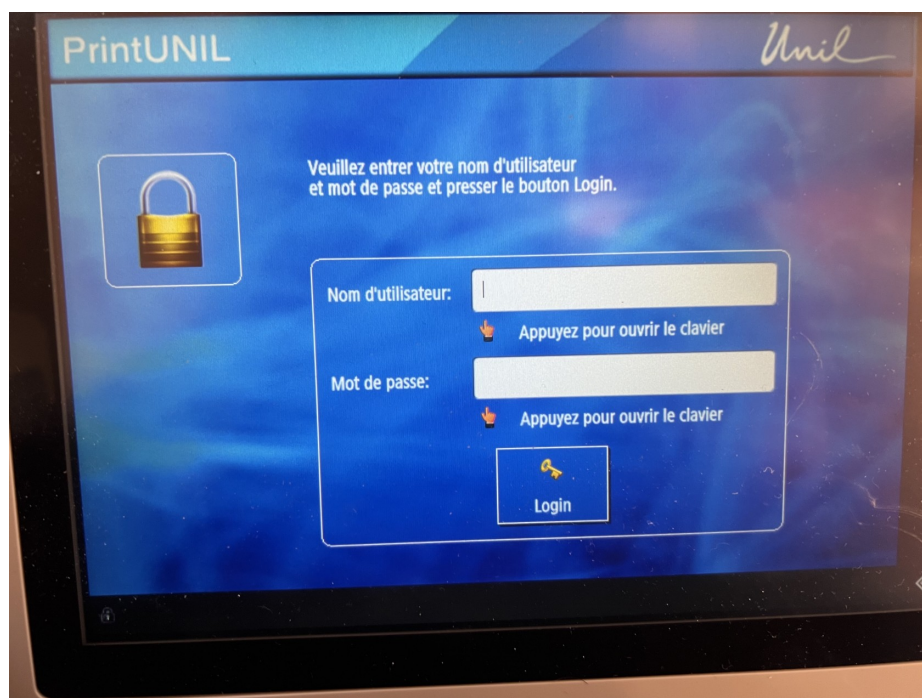 PrintUNIL
Unil
Veuillez entrer votre nom d'utilisateur
et mot de passe et presser le bouton Login.
Nom d'utilisateur:
Appuyez pour ouvrir le clavier
Mot de passe:
Appuyez pour ouvrir le clavier
Login